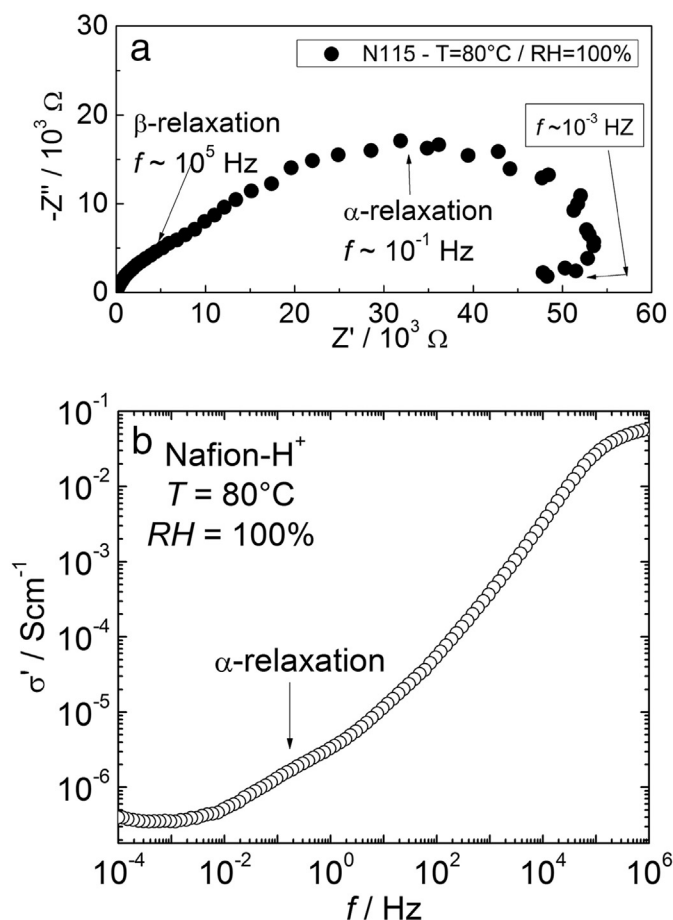 a
N115 - T=80°C / RH=100%
30
20
10
0
-Z'' / 10³ Ω
β-relaxation
f ~ 10⁵ Hz
α-relaxation
f ~ 10⁻¹ Hz
f ~10⁻³ HZ
0 10 20 30 40 50 60
Z' / 10³ Ω
b
Nafion-H⁺
T = 80°C
RH = 100%
α-relaxation
10⁻¹
10⁻²
10⁻³
10⁻⁴
10⁻⁵
10⁻⁶
σ' / Scm⁻¹
10⁻⁴ 10⁻² 10⁰ 10² 10⁴ 10⁶
f / Hz